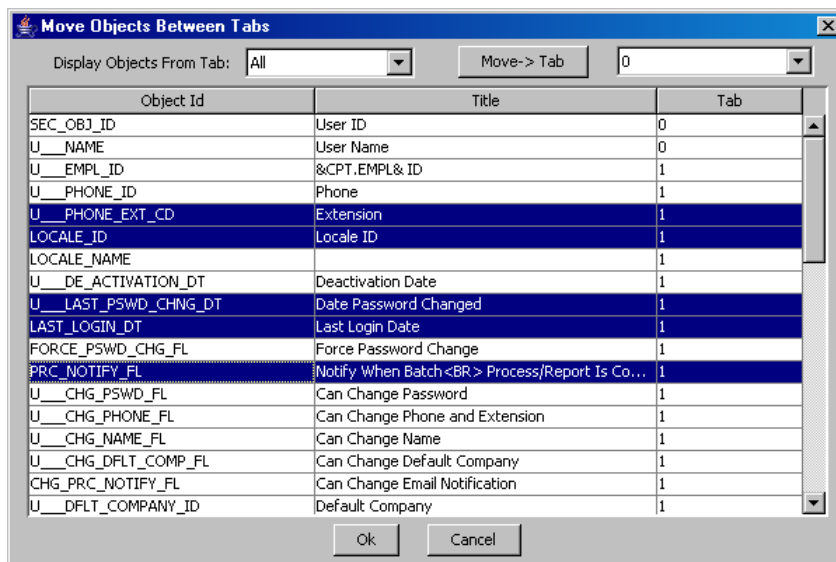 Move Objects Between Tabs
Display Objects From Tab: All Move-> Tab 0
Object Id Title Tab
SEC_OBJ_ID User ID 0
U___NAME User Name 0
U___EMPL_ID &CPT.EMPL& ID 1
U___PHONE_ID Phone 1
U___PHONE_EXT_CD Extension 1
LOCALE_ID Locale ID 1
LOCALE_NAME 1
U___DE_ACTIVATION_DT Deactivation Date 1
U___LAST_PSWD_CHNG_DT Date Password Changed 1
LAST_LOGIN_DT Last Login Date 1
FORCE_PSWD_CHG_FL Force Password Change 1
PRC_NOTIFY_FL Notify When Batch<BR> Process/Report Is Co... 1
U___CHG_PSWD_FL Can Change Password 1
U___CHG_PHONE_FL Can Change Phone and Extension 1
U___CHG_NAME_FL Can Change Name 1
U___CHG_DFLT_COMP_FL Can Change Default Company 1
CHG_PRC_NOTIFY_FL Can Change Email Notification 1
U___DFLT_COMPANY_ID Default Company 1
Ok Cancel